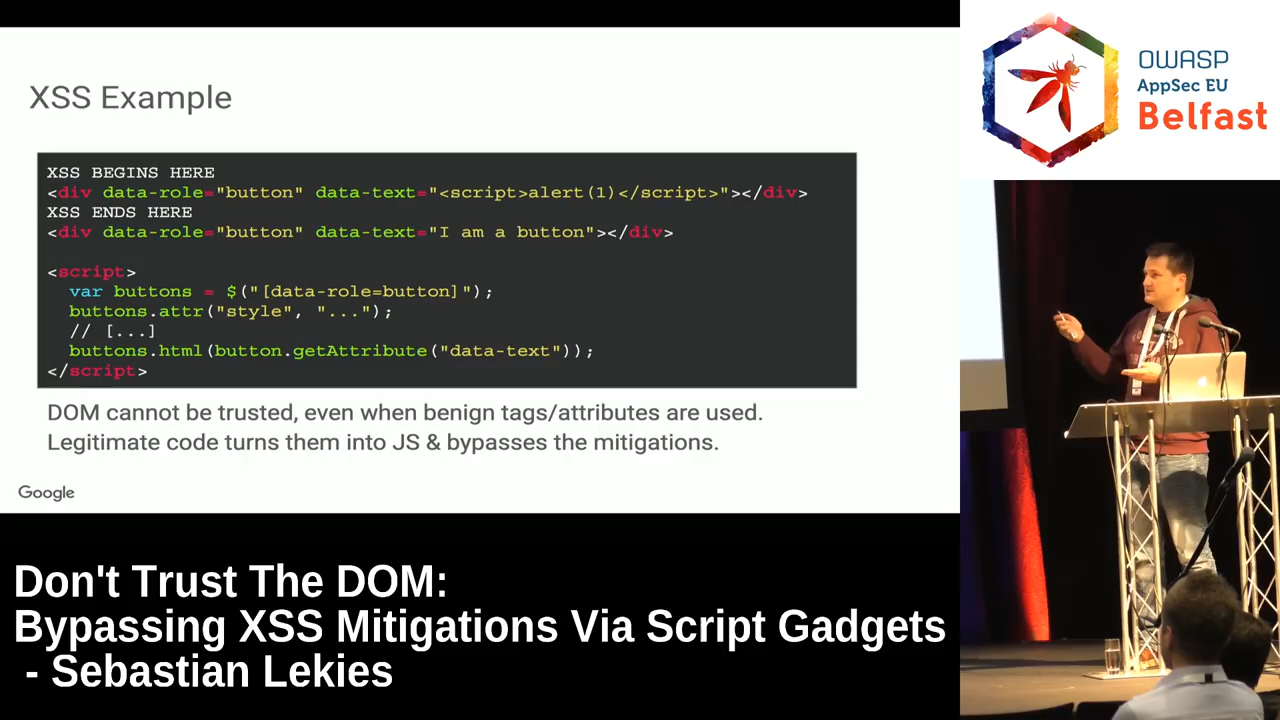 XSS Example
XSS BEGINS HERE
<div data-role="button" data-text="<script>alert(1)</script>"></div>
XSS ENDS HERE
<div data-role="button" data-text="I am a button"></div>
<script>
var buttons = $("[data-role=button]");
buttons.attr("style", "...");
// [...]
buttons.html(button.getAttribute("data-text"));
</script>
DOM cannot be trusted, even when benign tags/attributes are used.
Legitimate code turns them into JS & bypasses the mitigations.
Google
OWASP
AppSec EU
Belfast
Don't Trust The DOM:
Bypassing XSS Mitigations Via Script Gadgets
- Sebastian Lekies